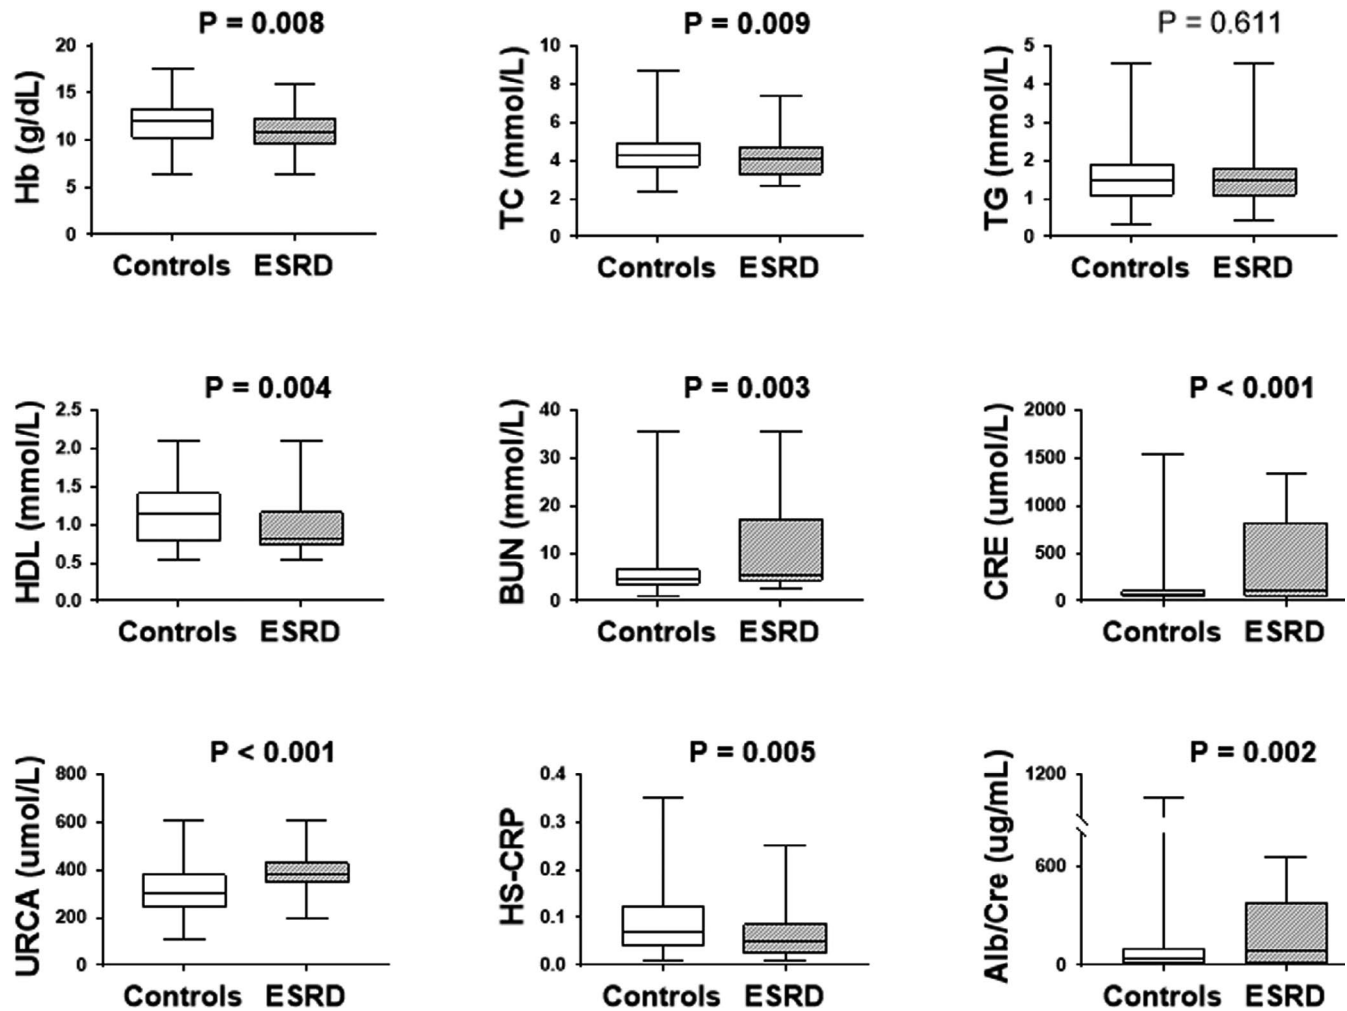 P = 0.008
Hb (g/dL)
20
15
10
5
0
Controls ESRD
P = 0.009
TC (mmol/L)
10
8
6
4
2
0
Controls ESRD
P = 0.611
TG (mmol/L)
5
4
3
2
1
0
Controls ESRD
P = 0.004
HDL (mmol/L)
2.5
2.0
1.5
1.0
0.5
0.0
Controls ESRD
P = 0.003
BUN (mmol/L)
40
30
20
10
0
Controls ESRD
P < 0.001
CRE (umol/L)
2000
1500
1000
500
0
Controls ESRD
P < 0.001
URCA (umol/L)
800
600
400
200
0
Controls ESRD
P = 0.005
HS-CRP
0.4
0.3
0.2
0.1
0.0
Controls ESRD
P = 0.002
Alb/Cre (ug/mL)
1200
600
0
Controls ESRD